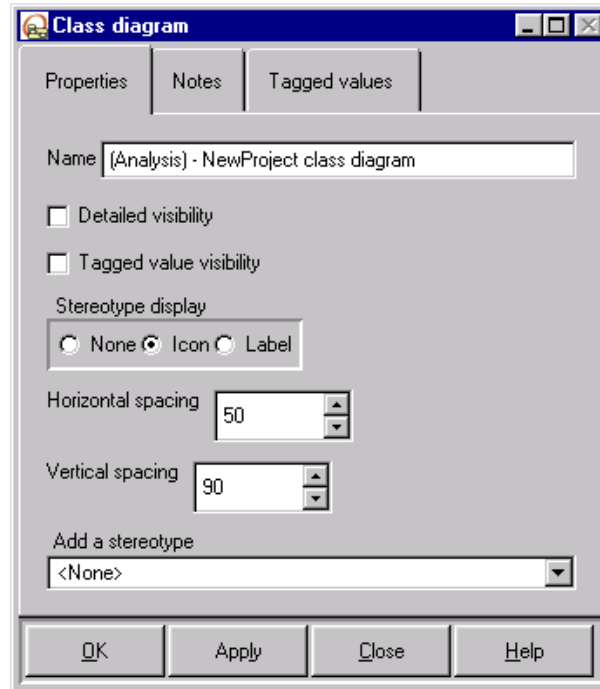 Class diagram
Properties Notes Tagged values
Name (Analysis) - NewProject class diagram
Detailed visibility
Tagged value visibility
Stereotype display
None Icon Label
Horizontal spacing 50
Vertical spacing 90
Add a stereotype
<None>
OK Apply Close Help